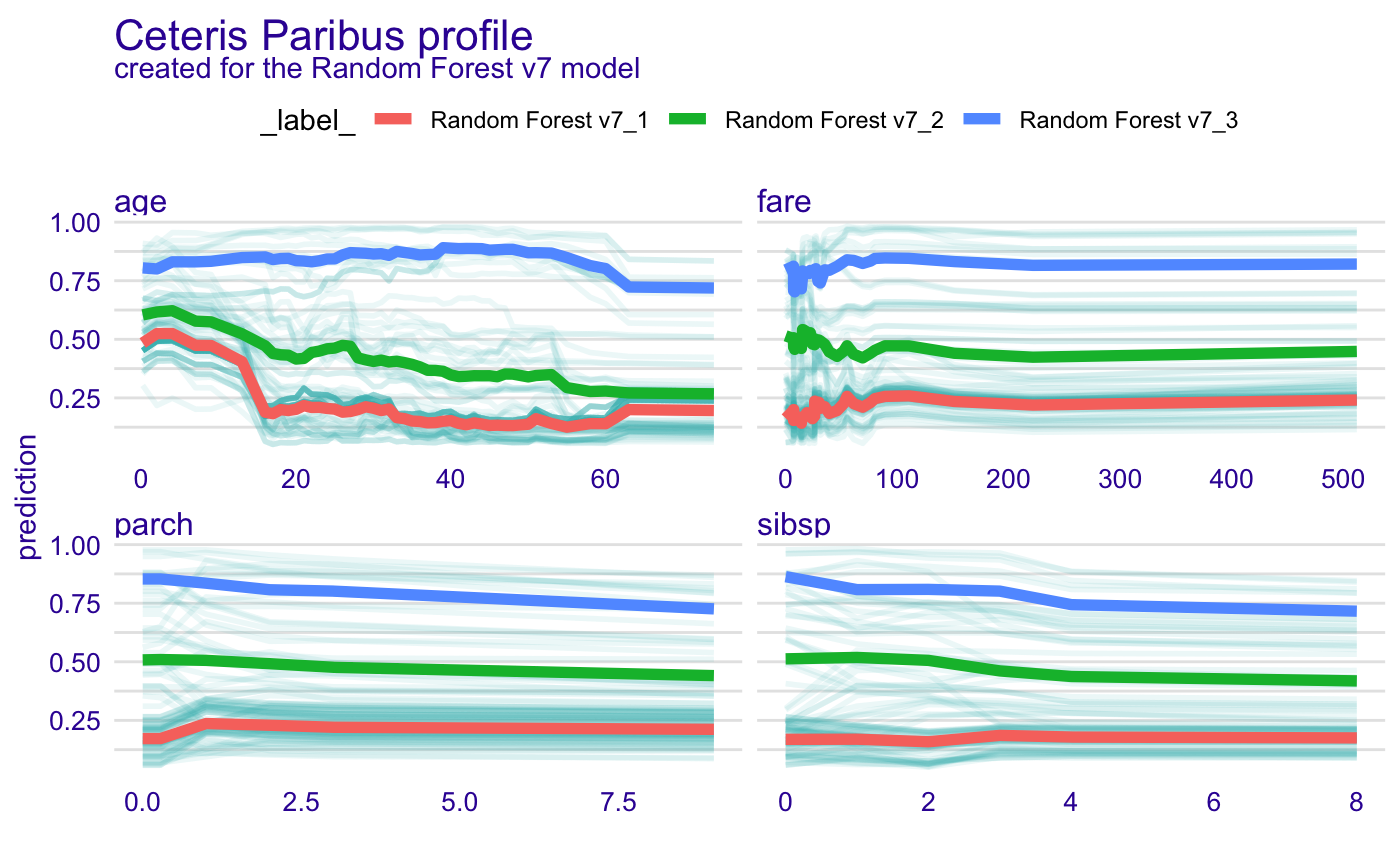 Ceteris Paribus profile
created for the Random Forest v7 model
_label_ Random Forest v7_1 Random Forest v7_2 Random Forest v7_3
age fare
1.00
0.75
0.50
0.25
0 20 40 60 0 100 200 300 400 500
prediction
parch sibsp
1.00
0.75
0.50
0.25
0.0 2.5 5.0 7.5 0 2 4 6 8